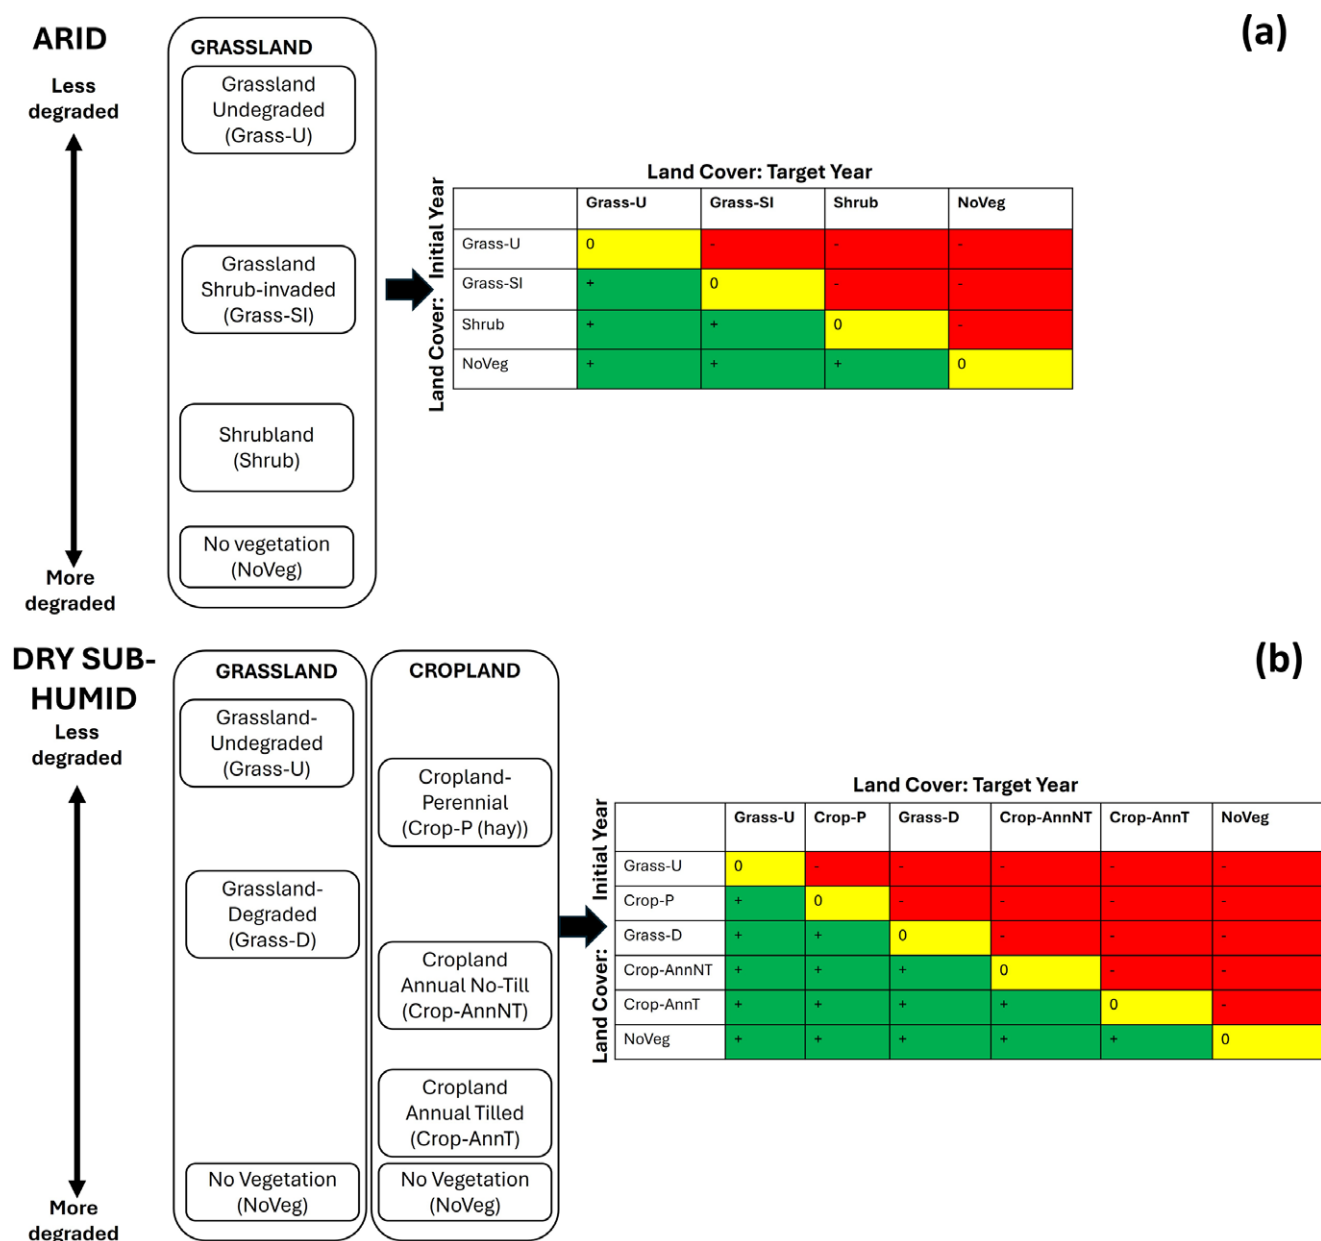 ARID
(a)
Less
degraded
More
degraded
GRASSLAND
Grassland
Undegraded
(Grass-U)
Grassland
Shrub-invaded
(Grass-SI)
Shrubland
(Shrub)
No vegetation
(NoVeg)
Land Cover: Target Year
Land Cover: Initial Year
Grass-U Grass-SI Shrub NoVeg
Grass-U 0 - - -
Grass-SI + 0 - -
Shrub + + 0 -
NoVeg + + + 0
DRY SUB-
HUMID
(b)
Less
degraded
More
degraded
GRASSLAND
Grassland-
Undegraded
(Grass-U)
Grassland-
Degraded
(Grass-D)
No Vegetation
(NoVeg)
CROPLAND
Cropland-
Perennial
(Crop-P (hay))
Cropland
Annual No-Till
(Crop-AnnNT)
Cropland
Annual Tilled
(Crop-AnnT)
No Vegetation
(NoVeg)
Land Cover: Target Year
Land Cover: Initial Year
Grass-U Crop-P Grass-D Crop-AnnNT Crop-AnnT NoVeg
Grass-U 0 - - - - -
Crop-P + 0 - - - -
Grass-D + + 0 - - -
Crop-AnnNT + + + 0 - -
Crop-AnnT + + + + 0 -
NoVeg + + + + + 0